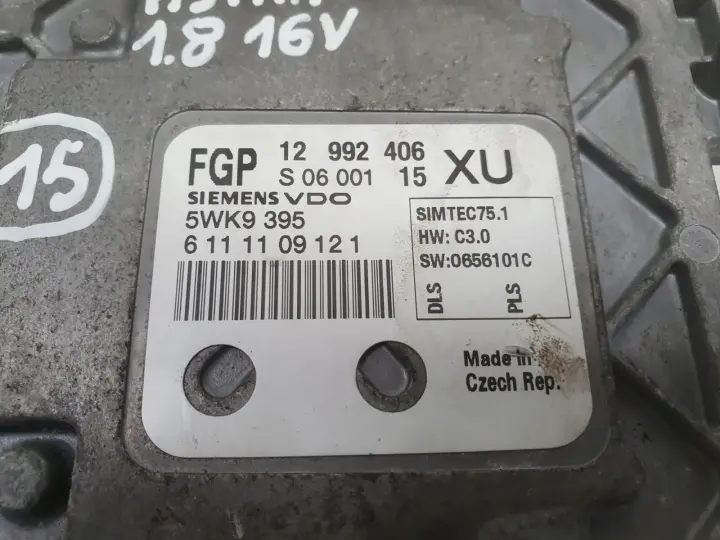 1.8 16V
15
FGP 12 992 406 XU
S 06 001 15
SIEMENS VDO
5WK9 395
6 11 11 09 12 1
SIMTEC75.1
HW: C3.0
SW:0656101C
DLS PLS
Made in
Czech Rep.